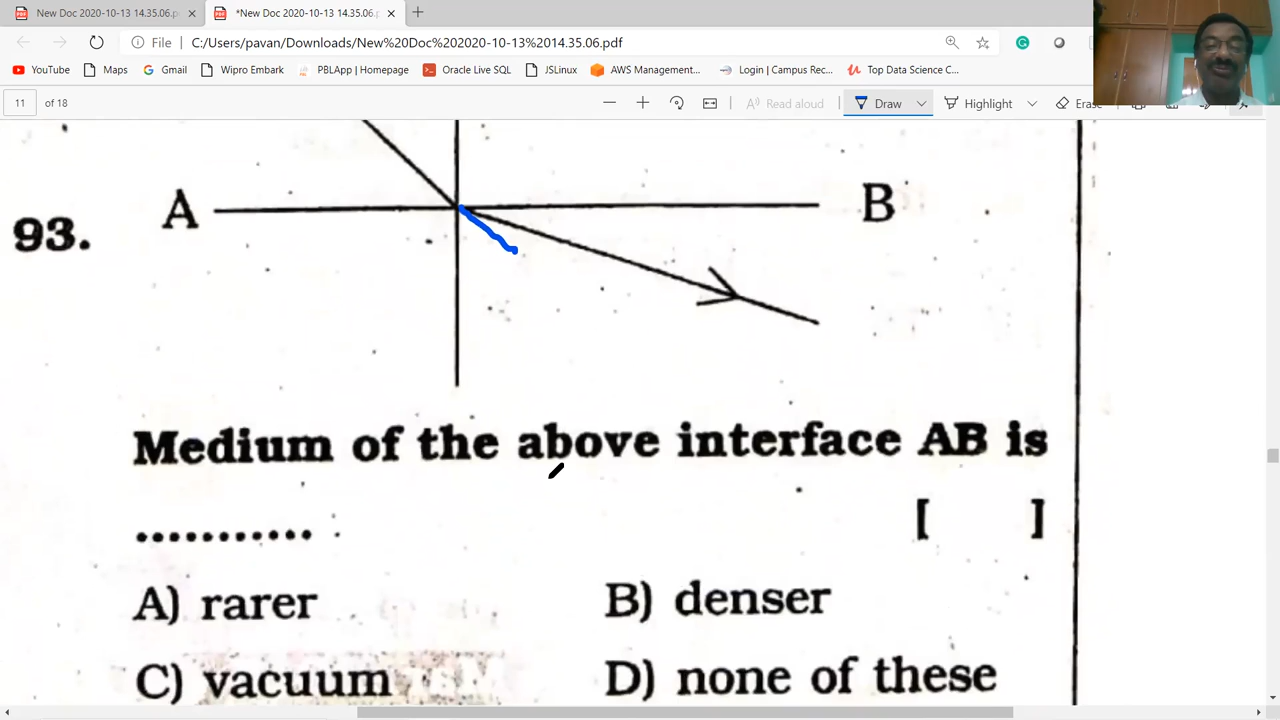 New Doc 2020-10-13 14.35.06.p
*New Doc 2020-10-13 14.35.06.p
File C:/Users/pavan/Downloads/New%20Doc%202020-10-13%2014.35.06.pdf
YouTube Maps Gmail Wipro Embark PBLApp | Homepage Oracle Live SQL JSLinux AWS Management... Login | Campus Rec... Top Data Science C...
11 of 18 Read aloud Draw Highlight Erase
A B
93.
Medium of the above interface AB is
............ [ ]
A) rarer B) denser
C) vacuum D) none of these